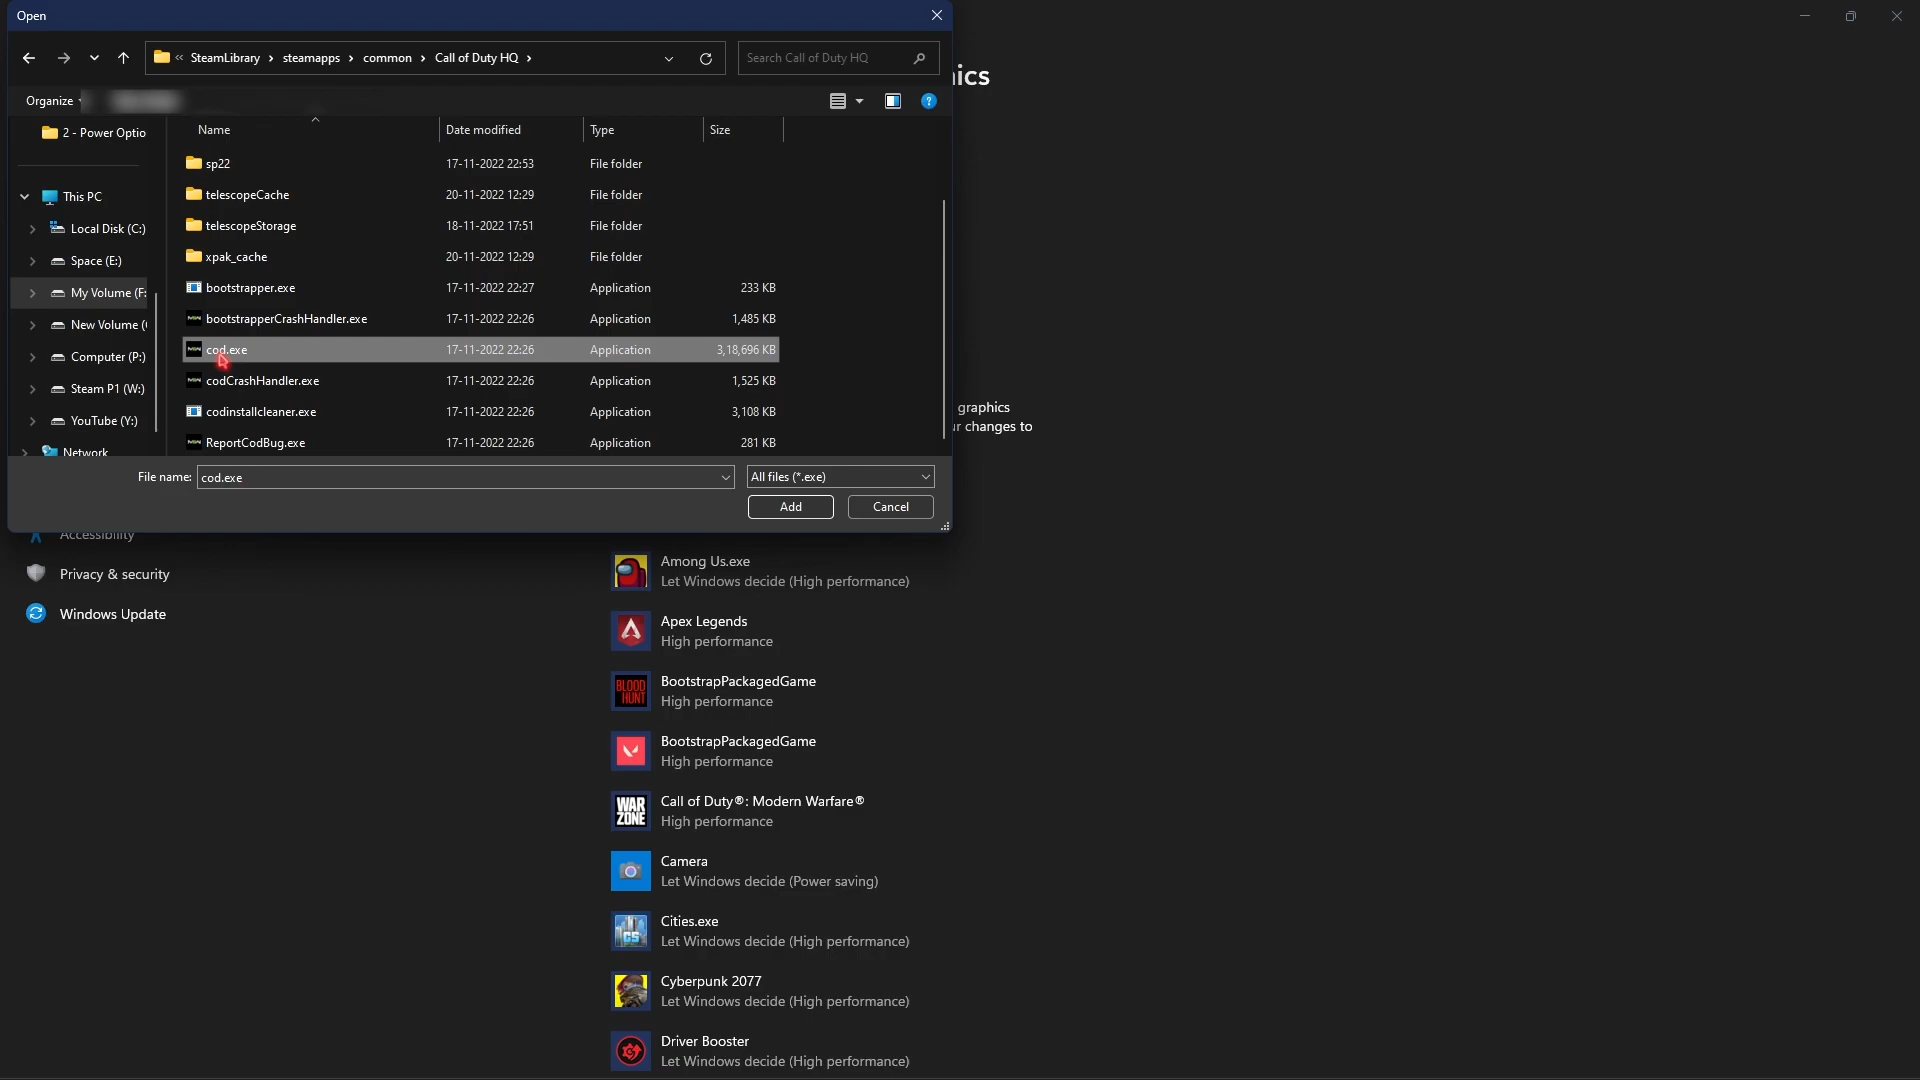 Open
« SteamLibrary › steamapps › common › Call of Duty HQ ›
Search Call of Duty HQ
ics
Organize
2 - Power Optio
Name
Date modified
Type
Size
sp22 17-11-2022 22:53 File folder
telescopeCache 20-11-2022 12:29 File folder
telescopeStorage 18-11-2022 17:51 File folder
xpak_cache 20-11-2022 12:29 File folder
bootstrapper.exe 17-11-2022 22:27 Application 233 KB
bootstrapperCrashHandler.exe 17-11-2022 22:26 Application 1,485 KB
cod.exe 17-11-2022 22:26 Application 3,18,696 KB
codCrashHandler.exe 17-11-2022 22:26 Application 1,525 KB
codinstallcleaner.exe 17-11-2022 22:26 Application 3,108 KB
ReportCodBug.exe 17-11-2022 22:26 Application 281 KB
This PC
Local Disk (C:)
Space (E:)
My Volume (F:
New Volume (
Computer (P:)
Steam P1 (W:)
YouTube (Y:)
Network
graphics
ur changes to
File name: cod.exe
All files (*.exe)
Add
Cancel
Accessibility
Privacy & security
Windows Update
Among Us.exe
Let Windows decide (High performance)
Apex Legends
High performance
BLOOD
HUNT
BootstrapPackagedGame
High performance
BootstrapPackagedGame
High performance
WAR
ZONE
Call of Duty®: Modern Warfare®
High performance
Camera
Let Windows decide (Power saving)
CS
Cities.exe
Let Windows decide (High performance)
Cyberpunk 2077
Let Windows decide (High performance)
Driver Booster
Let Windows decide (High performance)